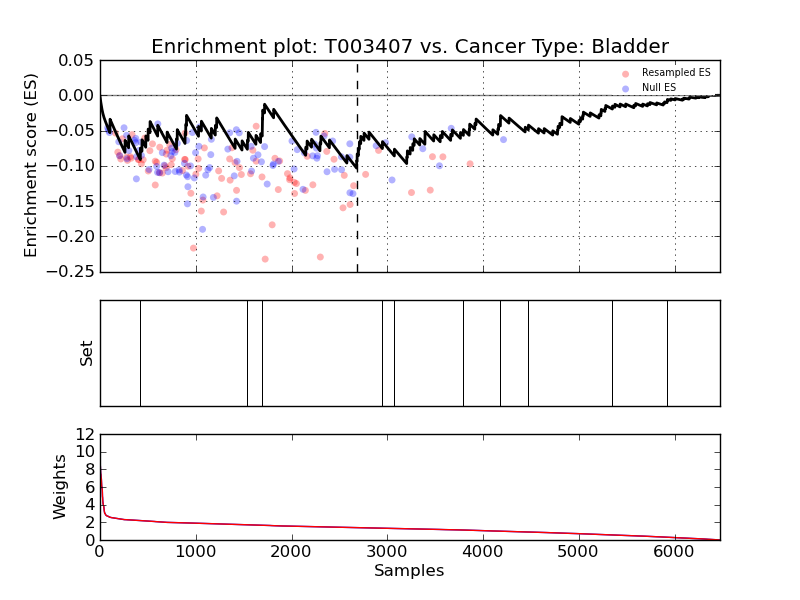 Enrichment plot: T003407 vs. Cancer Type: Bladder
Enrichment score (ES)
0.05
0.00
−0.05
−0.10
−0.15
−0.20
−0.25
Resampled ES
Null ES
Set
Weights
12
10
8
6
4
2
0
0 1000 2000 3000 4000 5000 6000
Samples